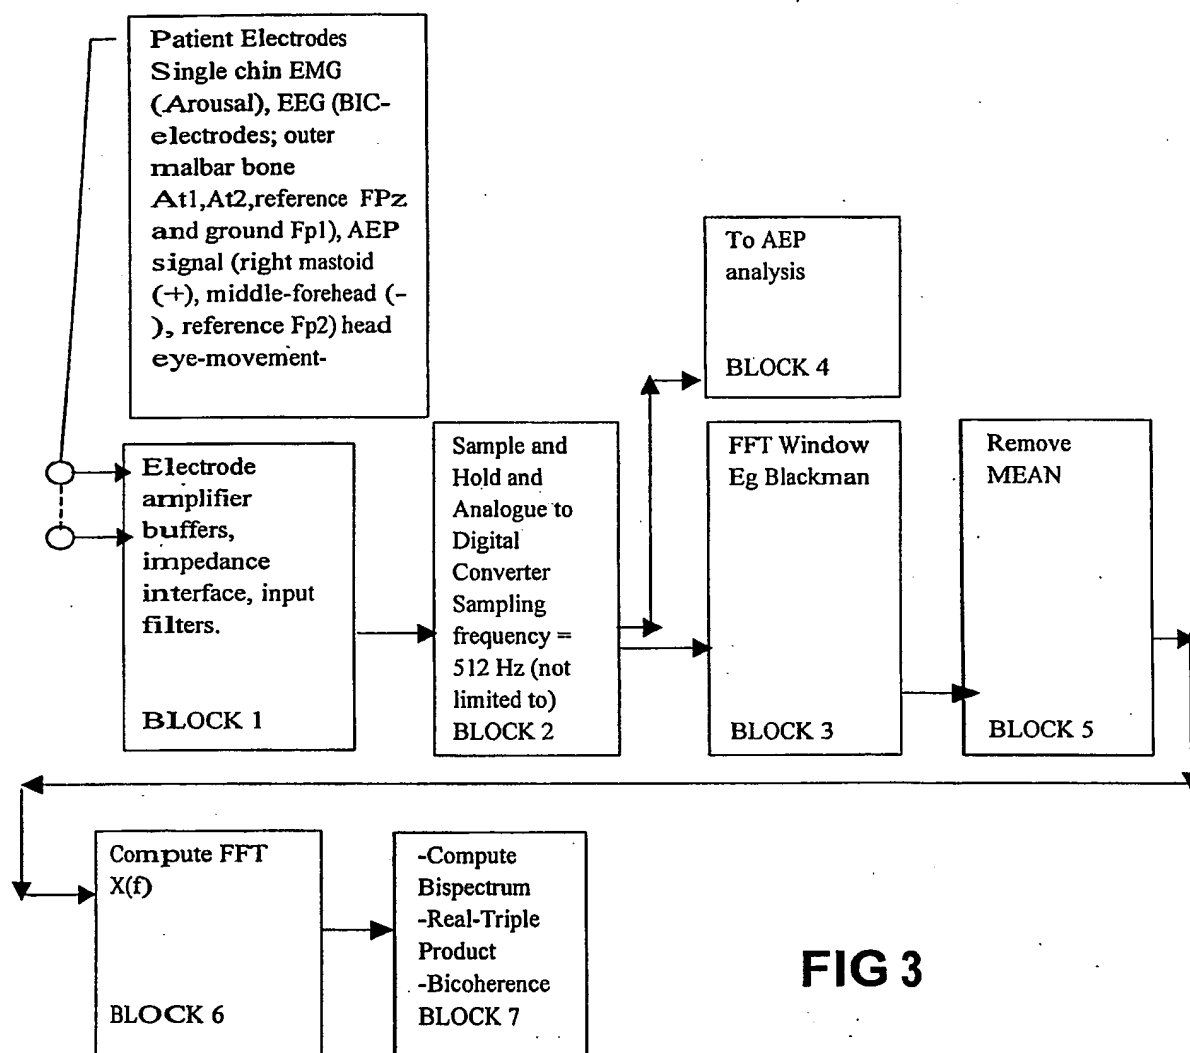 Patient Electrodes
Single chin EMG
(Arousal), EEG (BIC-
electrodes; outer
malbar bone
At1,At2,reference FPz
and ground Fp1), AEP
signal (right mastoid
(+), middle-forehead (-
), reference Fp2) head
eye-movement-
Electrode
amplifier
buffers,
impedance
interface, input
filters.
BLOCK 1
Sample and
Hold and
Analogue to
Digital
Converter
Sampling
frequency =
512 Hz (not
limited to)
BLOCK 2
To AEP
analysis
BLOCK 4
FFT Window
Eg Blackman
BLOCK 3
Remove
MEAN
BLOCK 5
Compute FFT
X(f)
BLOCK 6
-Compute
Bispectrum
-Real-Triple
Product
-Bicoherence
BLOCK 7
FIG 3